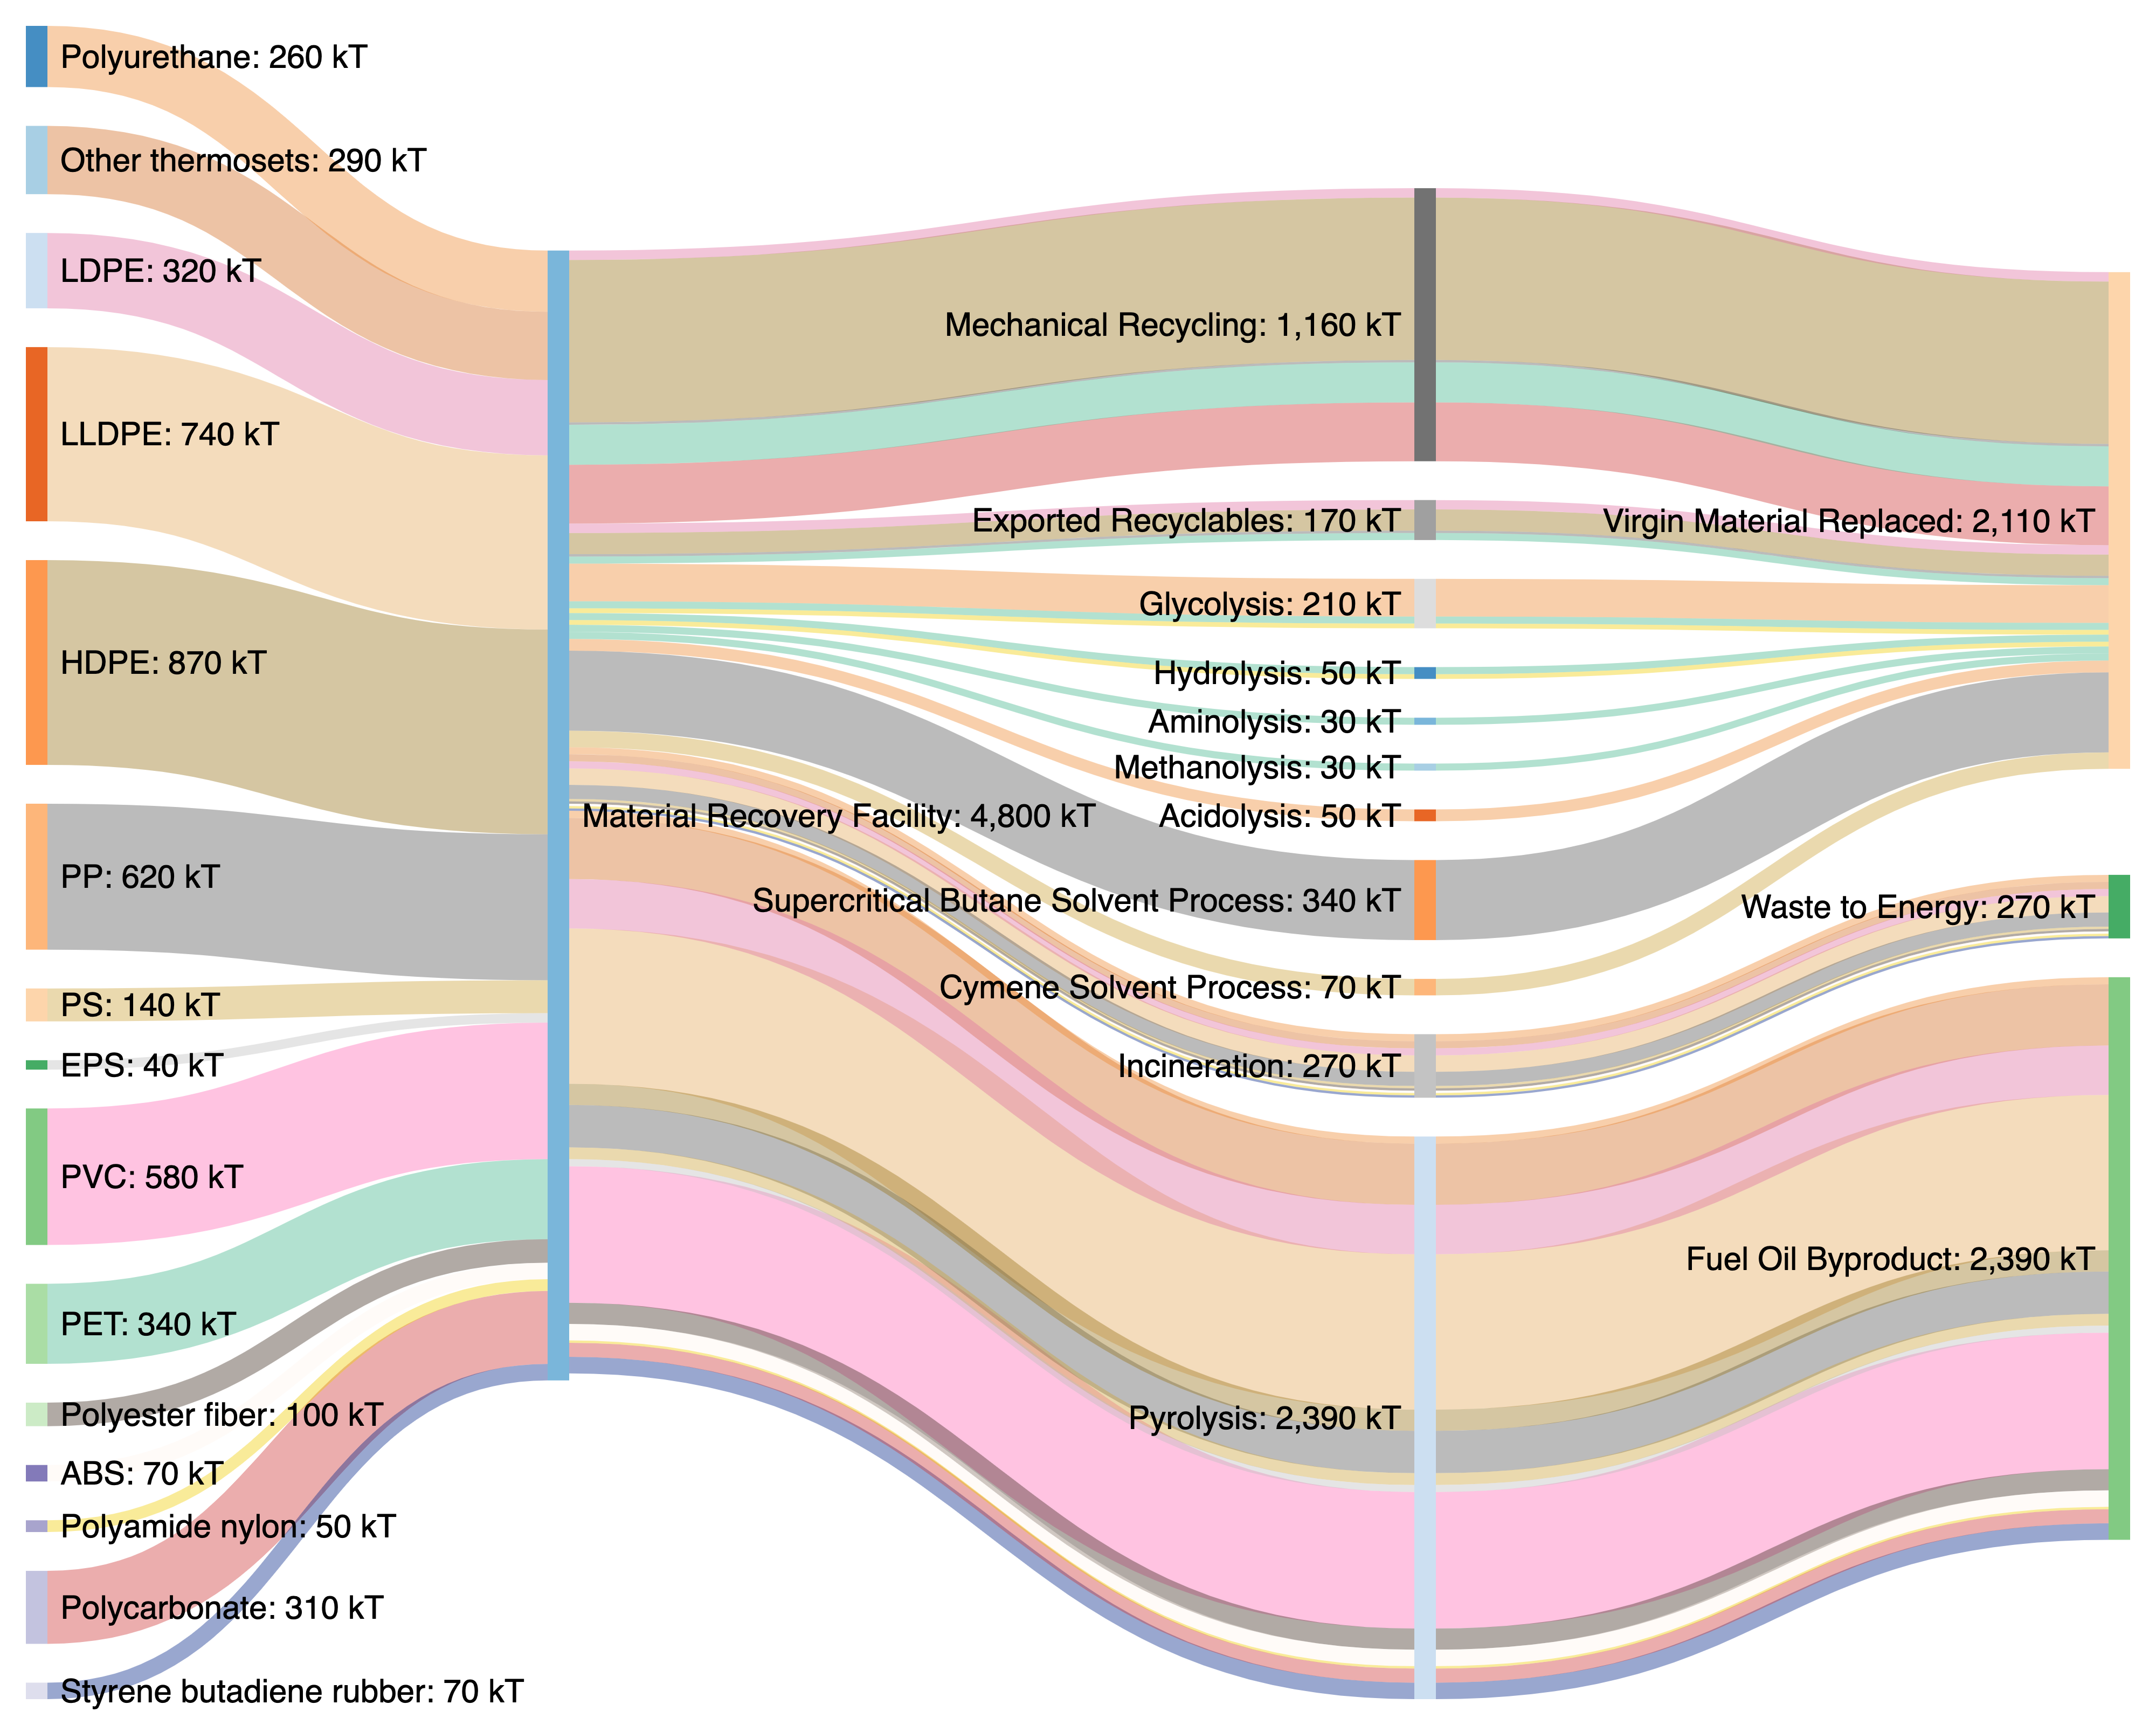 Polyurethane: 260 kT
Other thermosets: 290 kT
LDPE: 320 kT
LLDPE: 740 kT
HDPE: 870 kT
PP: 620 kT
PS: 140 kT
EPS: 40 kT
PVC: 580 kT
PET: 340 kT
Polyester fiber: 100 kT
ABS: 70 kT
Polyamide nylon: 50 kT
Polycarbonate: 310 kT
Styrene butadiene rubber: 70 kT
Material Recovery Facility: 4,800 kT
Mechanical Recycling: 1,160 kT
Exported Recyclables: 170 kT
Glycolysis: 210 kT
Hydrolysis: 50 kT
Aminolysis: 30 kT
Methanolysis: 30 kT
Acidolysis: 50 kT
Supercritical Butane Solvent Process: 340 kT
Cymene Solvent Process: 70 kT
Incineration: 270 kT
Pyrolysis: 2,390 kT
Virgin Material Replaced: 2,110 kT
Waste to Energy: 270 kT
Fuel Oil Byproduct: 2,390 kT